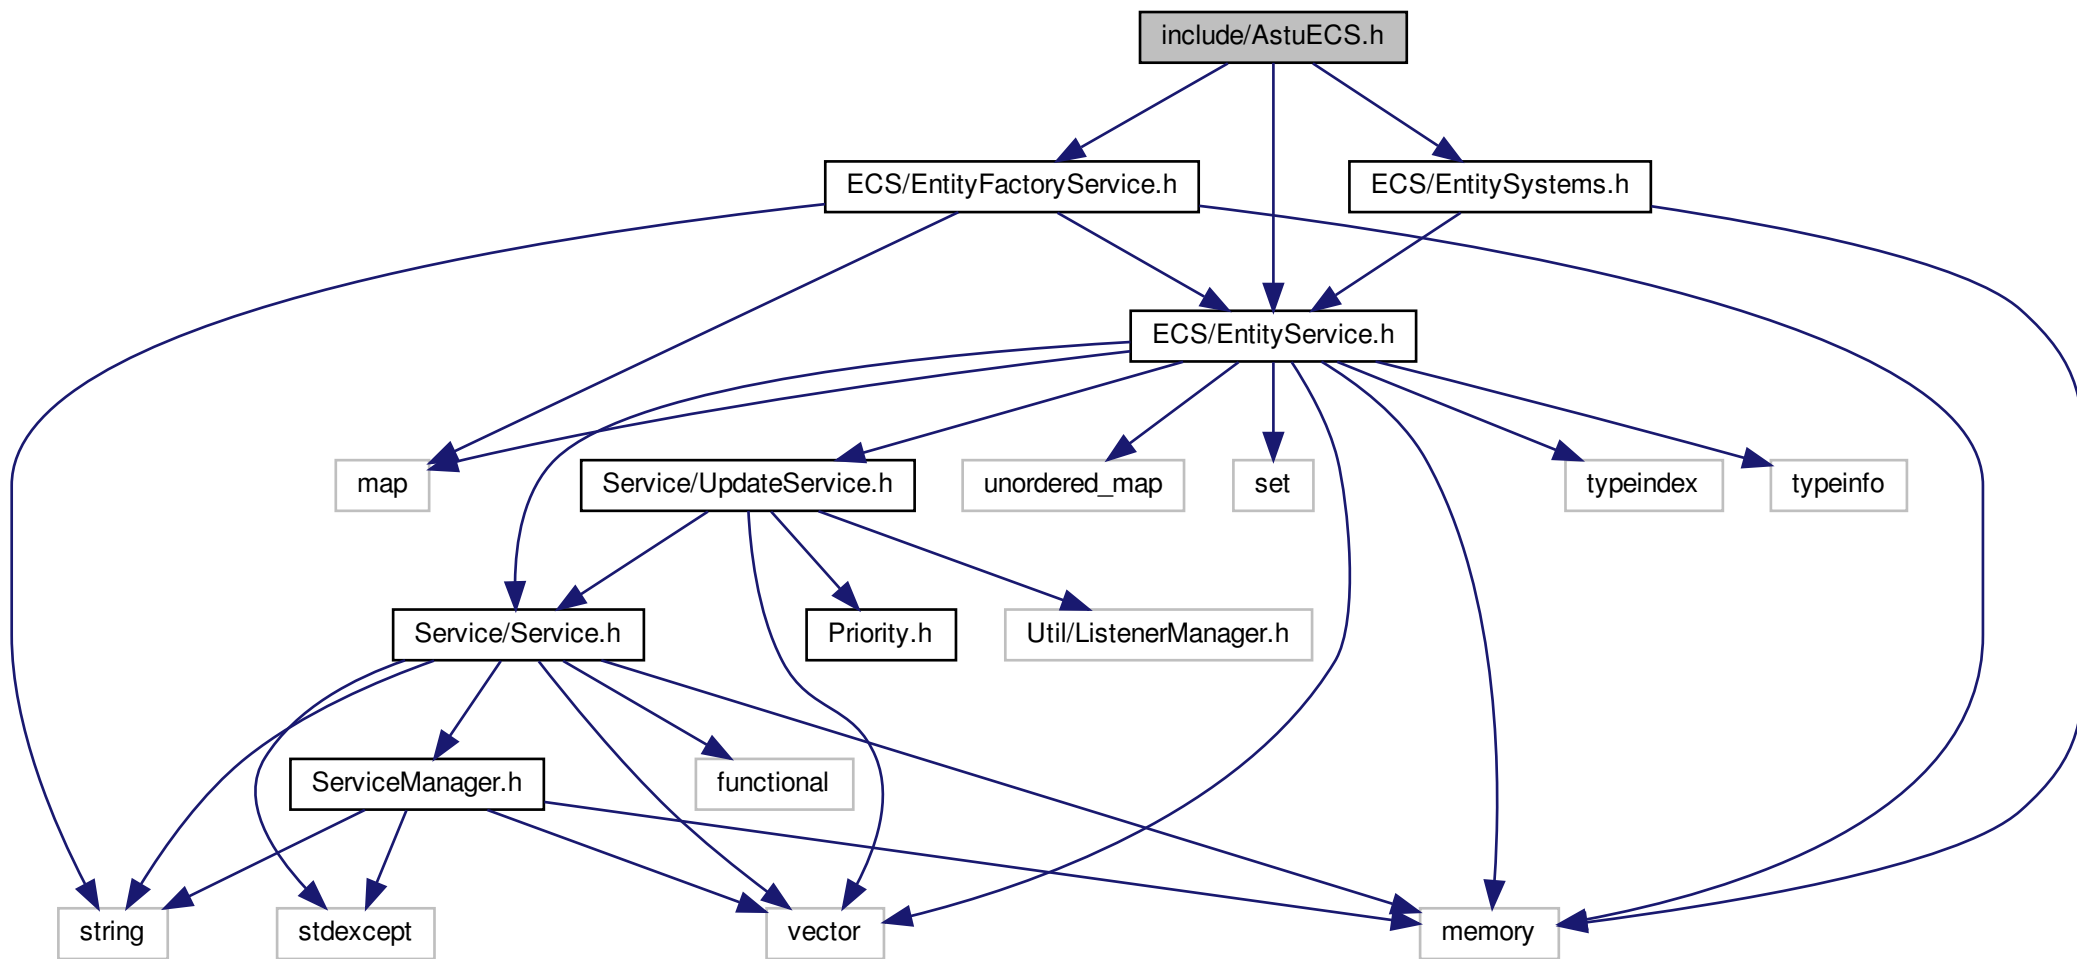 include/AstuECS.h
ECS/EntityFactoryService.h
ECS/EntitySystems.h
ECS/EntityService.h
map
Service/UpdateService.h
unordered_map
set
typeindex
typeinfo
Service/Service.h
Priority.h
Util/ListenerManager.h
ServiceManager.h
functional
string
stdexcept
vector
memory